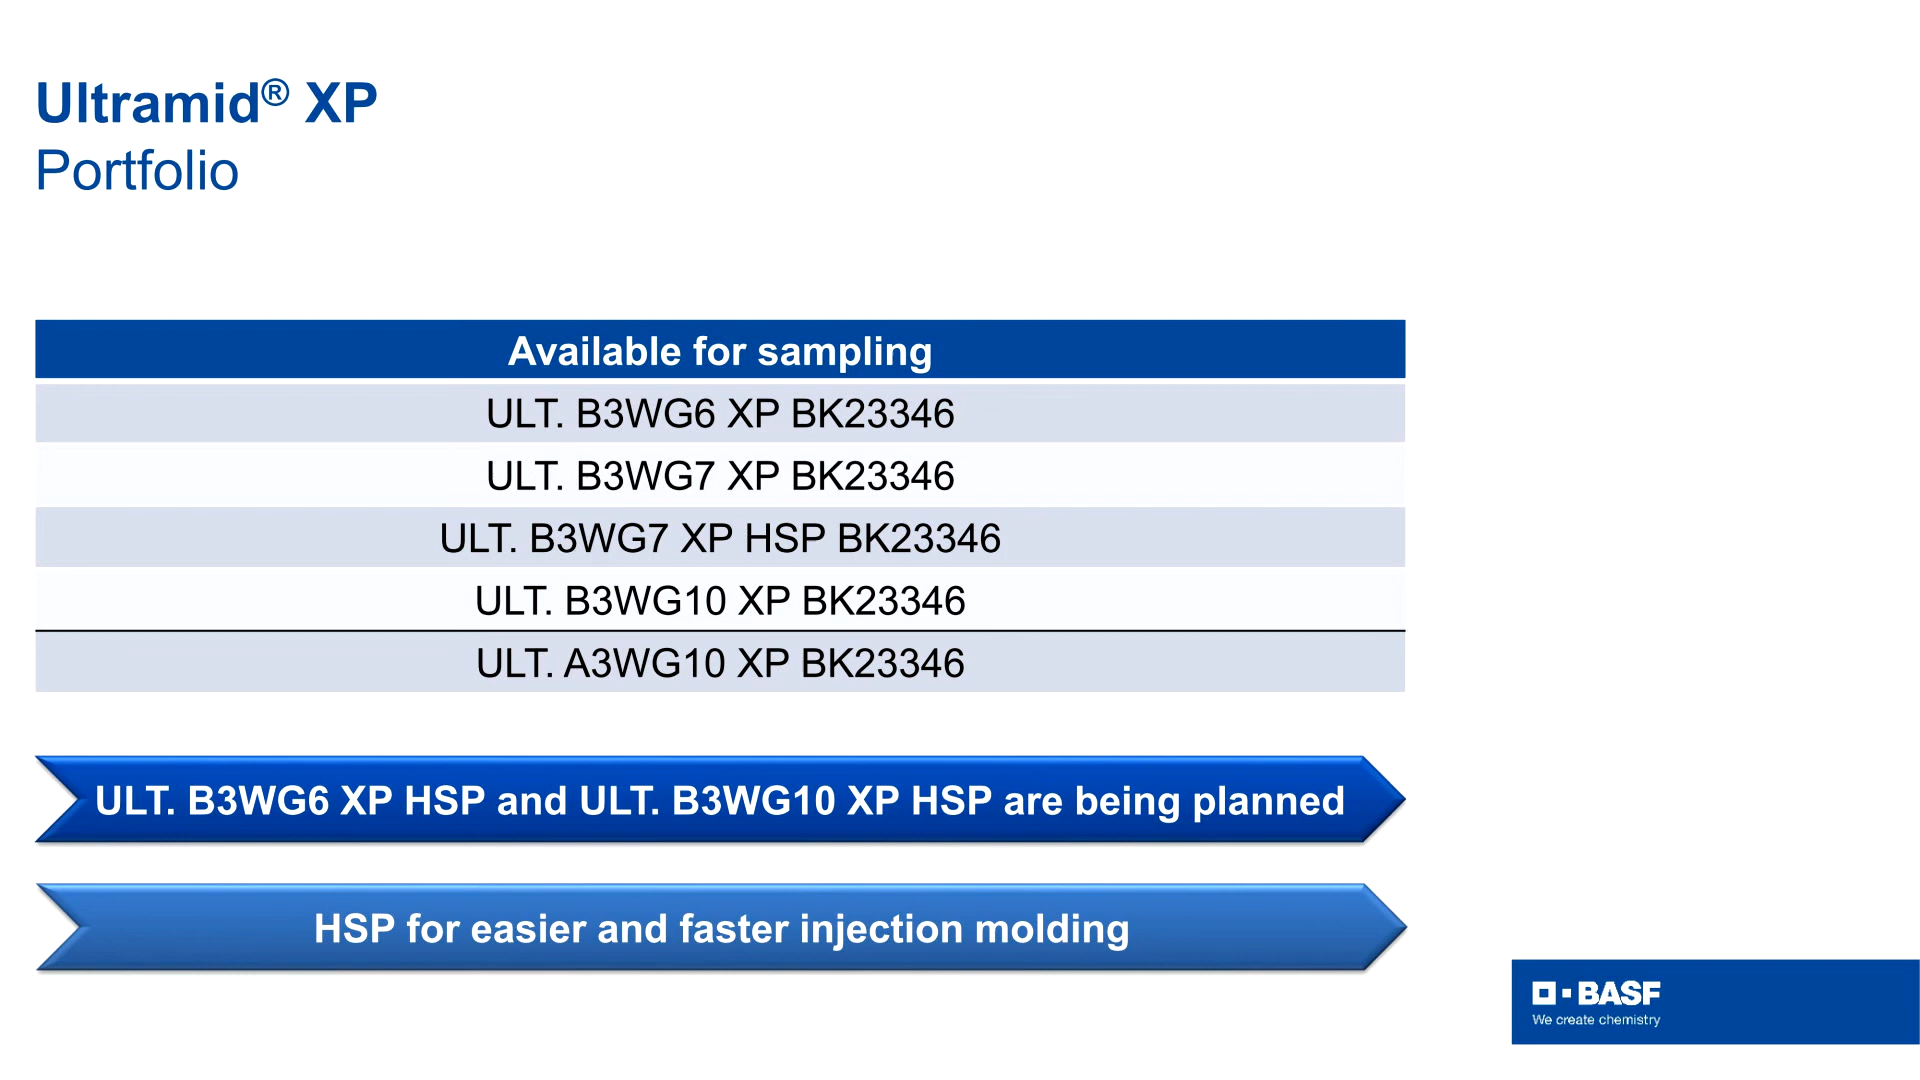 Ultramid® XP
Portfolio
Available for sampling
ULT. B3WG6 XP BK23346
ULT. B3WG7 XP BK23346
ULT. B3WG7 XP HSP BK23346
ULT. B3WG10 XP BK23346
ULT. A3WG10 XP BK23346
ULT. B3WG6 XP HSP and ULT. B3WG10 XP HSP are being planned
HSP for easier and faster injection molding
BASF
We create chemistry